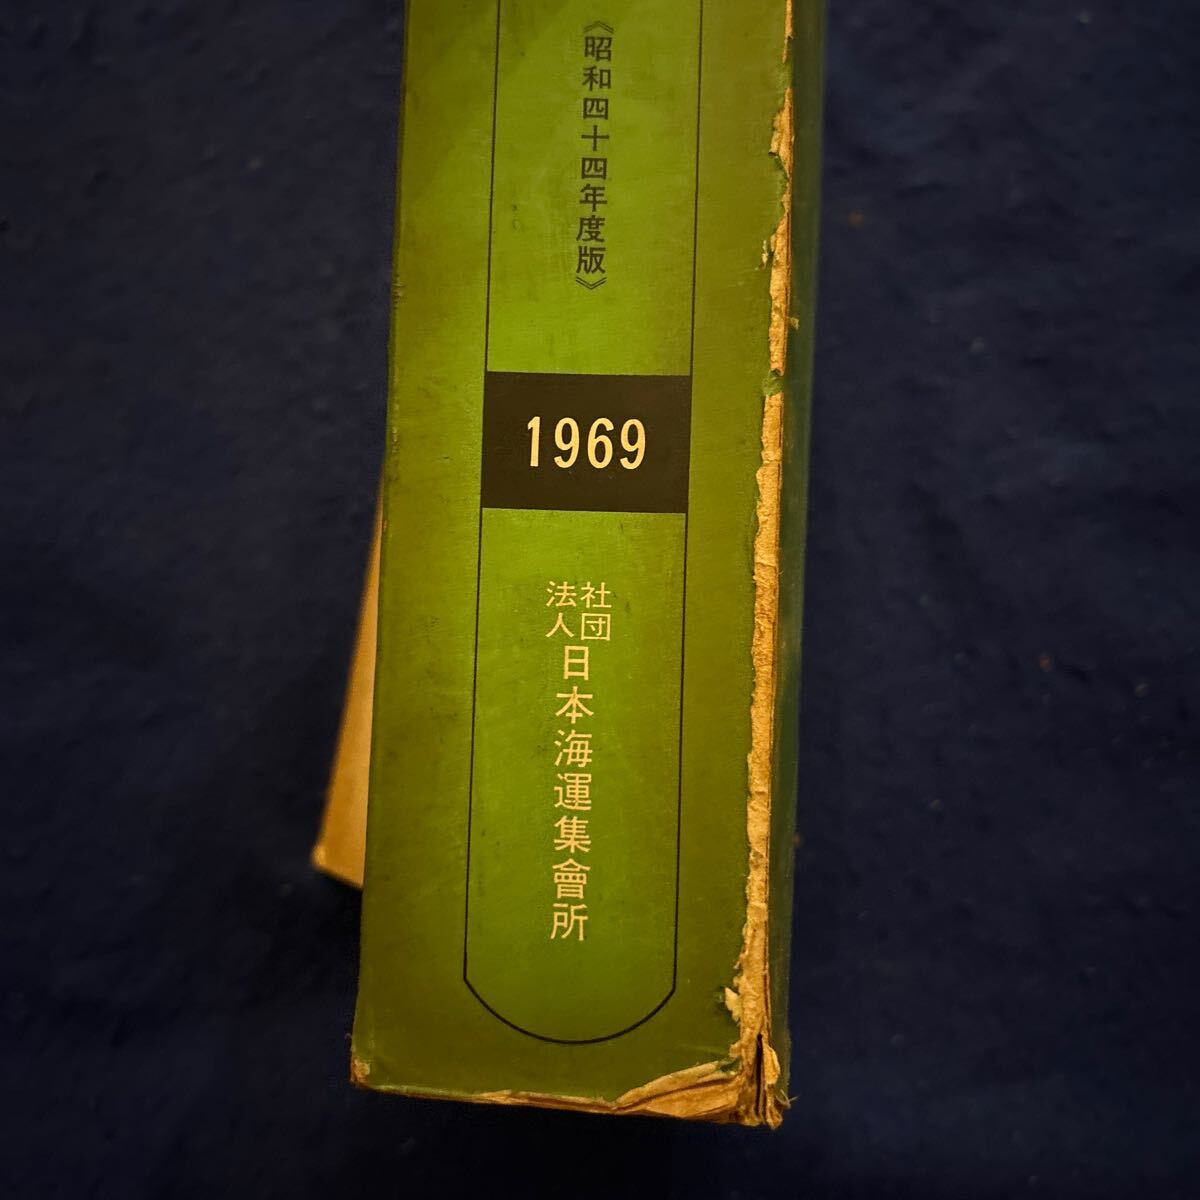 《昭和四十四年度版》
1969
社団
法人
日本海運集會所